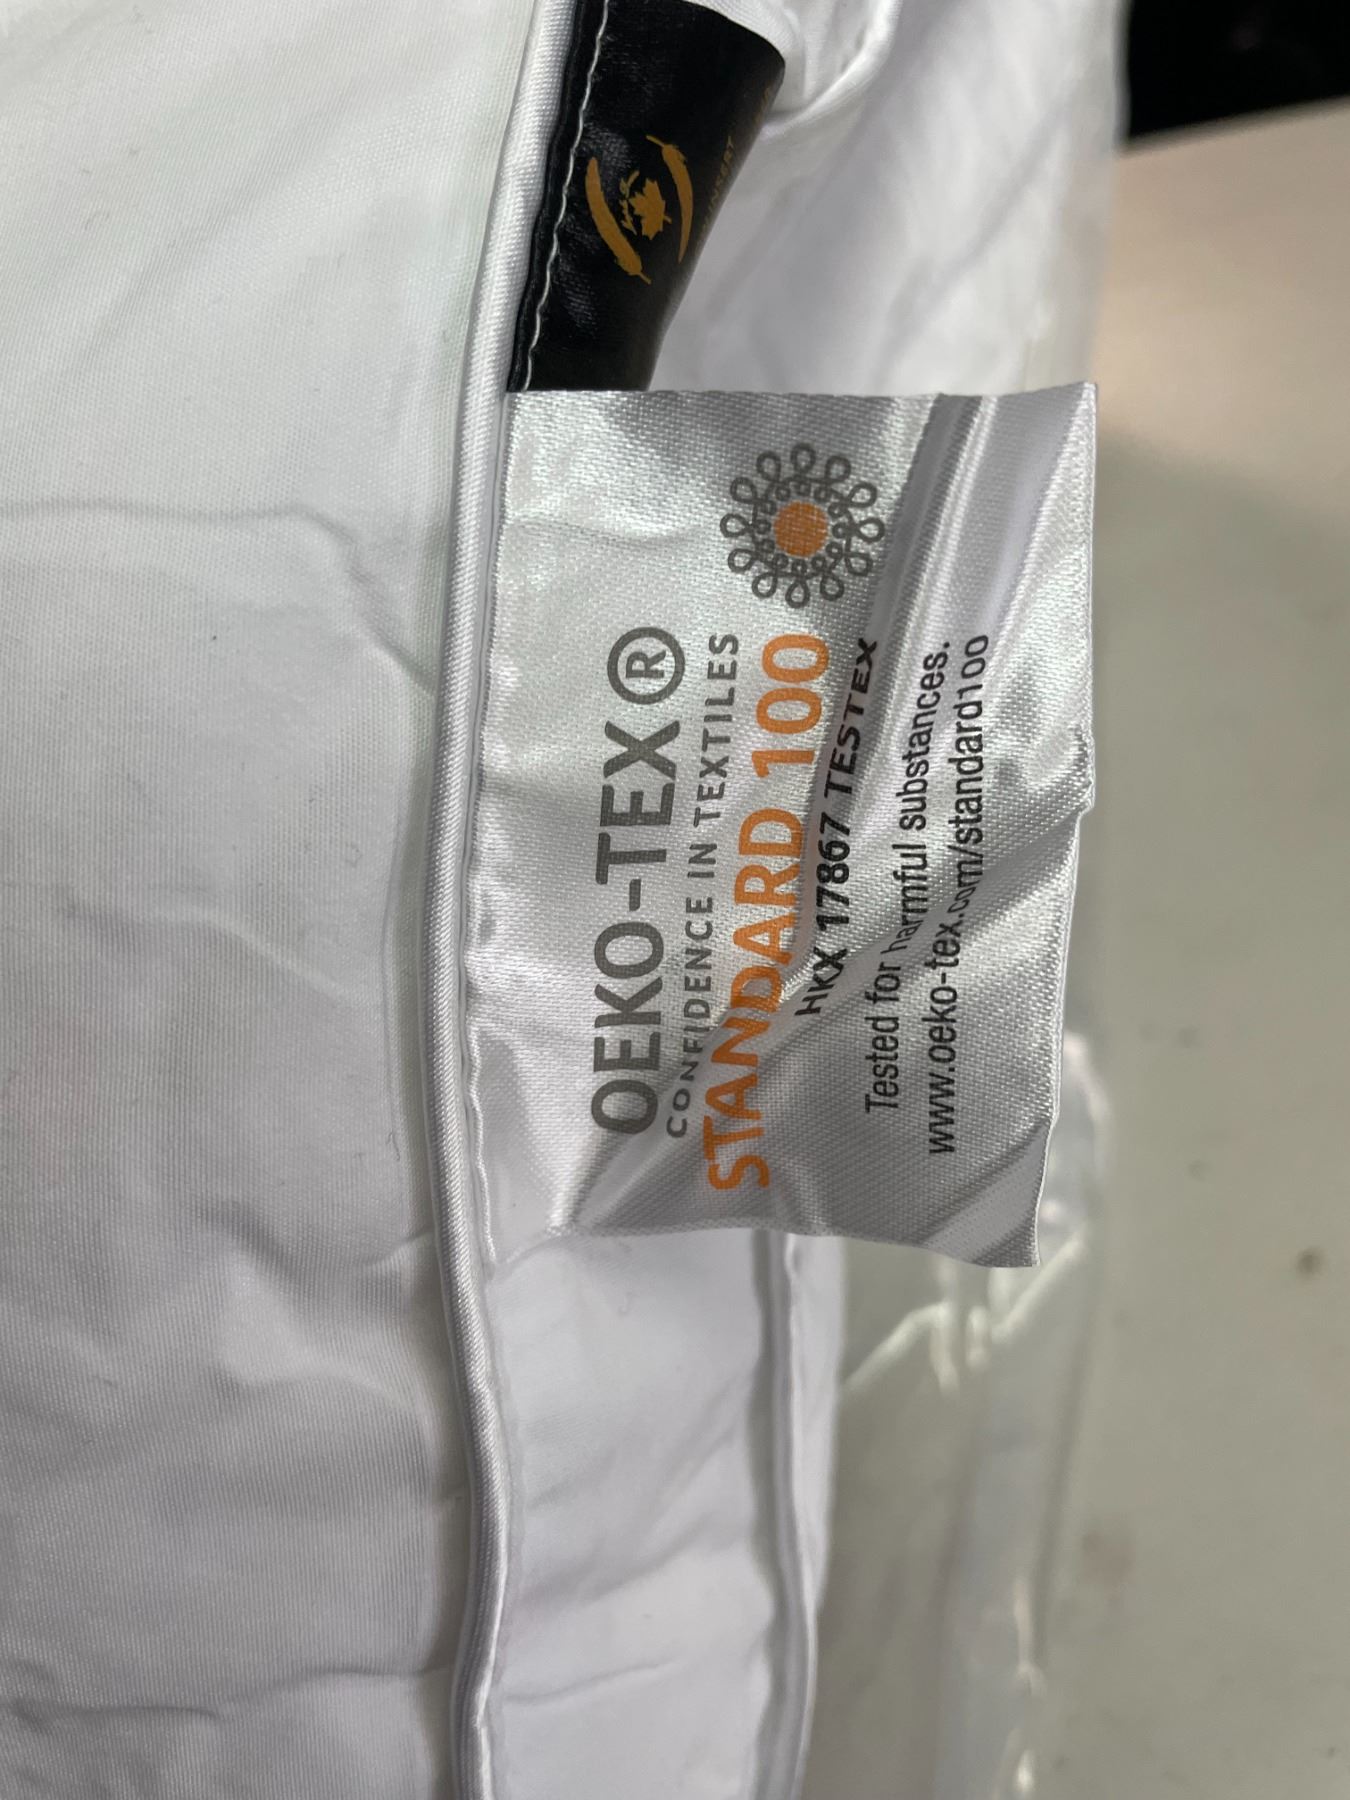 OEKO-TEX®
CONFIDENCE IN TEXTILES
STANDARD 100
HKX 17867 TESTEX
Tested for harmful substances.
www.oeko-tex.com/standard100